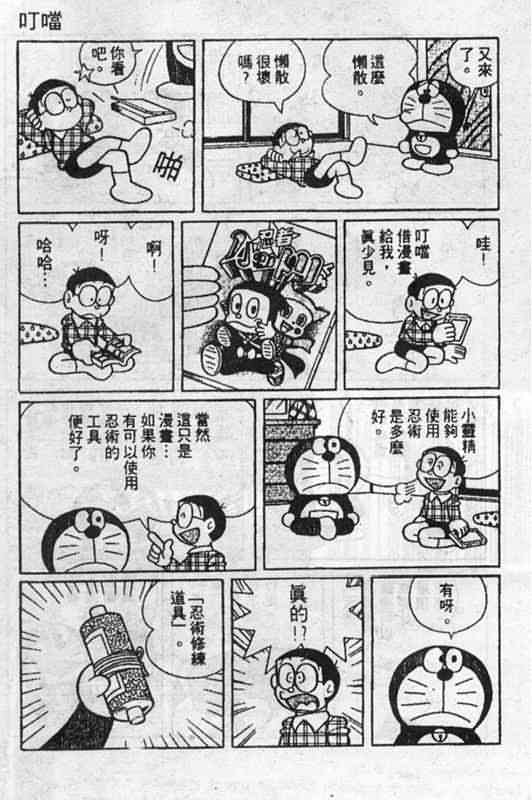 叮噹
又來
了。
這麼
懶散。
懶散
很壞
嗎？
你看
吧。
哇！
叮噹
借漫畫
給我，
眞少見。
忍者
啊！
呀！
哈哈…
小靈精
能夠
使用
忍術
是多麼
好。
當然
這只是
漫畫…
如果你
有可以使用
忍術的
工具
便好了。
有呀。
眞的!?
「忍術修練
道具」。